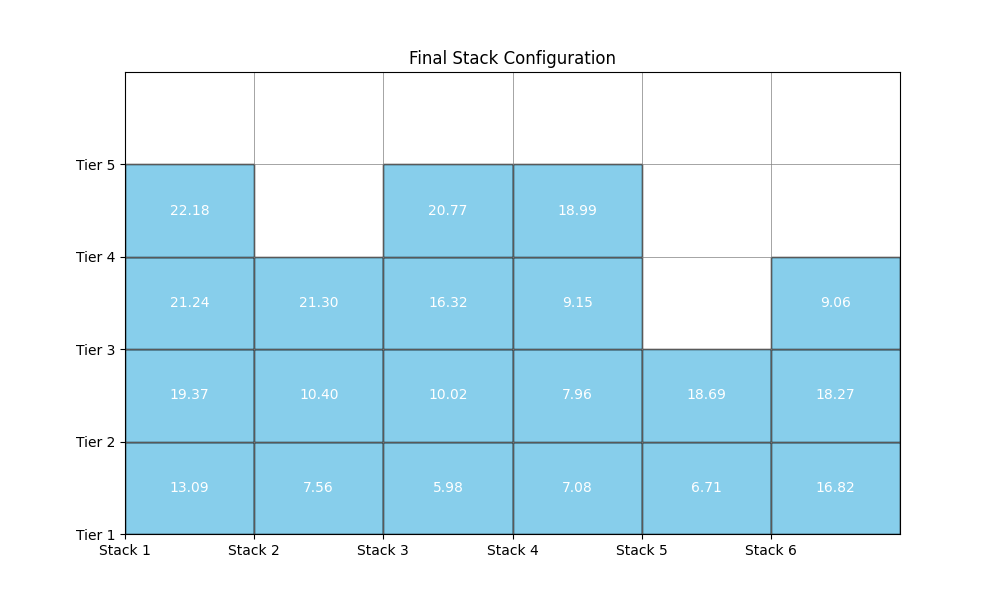 Final Stack Configuration
Tier 5
22.18 20.77 18.99
Tier 4
21.24 21.30 16.32 9.15 9.06
Tier 3
19.37 10.40 10.02 7.96 18.69 18.27
Tier 2
13.09 7.56 5.98 7.08 6.71 16.82
Tier 1
Stack 1 Stack 2 Stack 3 Stack 4 Stack 5 Stack 6